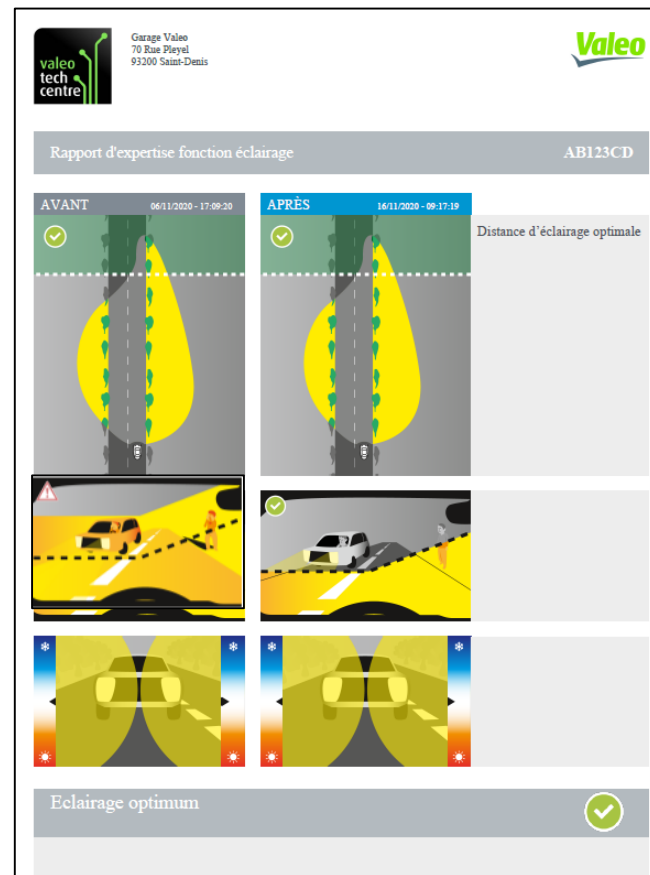 valeo
tech
centre
Garage Valeo
70 Rue Pleyel
93200 Saint-Denis
Valeo
Rapport d'expertise fonction éclairage AB123CD
AVANT 06/11/2020 - 17:09:20
APRÈS 16/11/2020 - 09:17:19
Distance d’éclairage optimale
Eclairage optimum